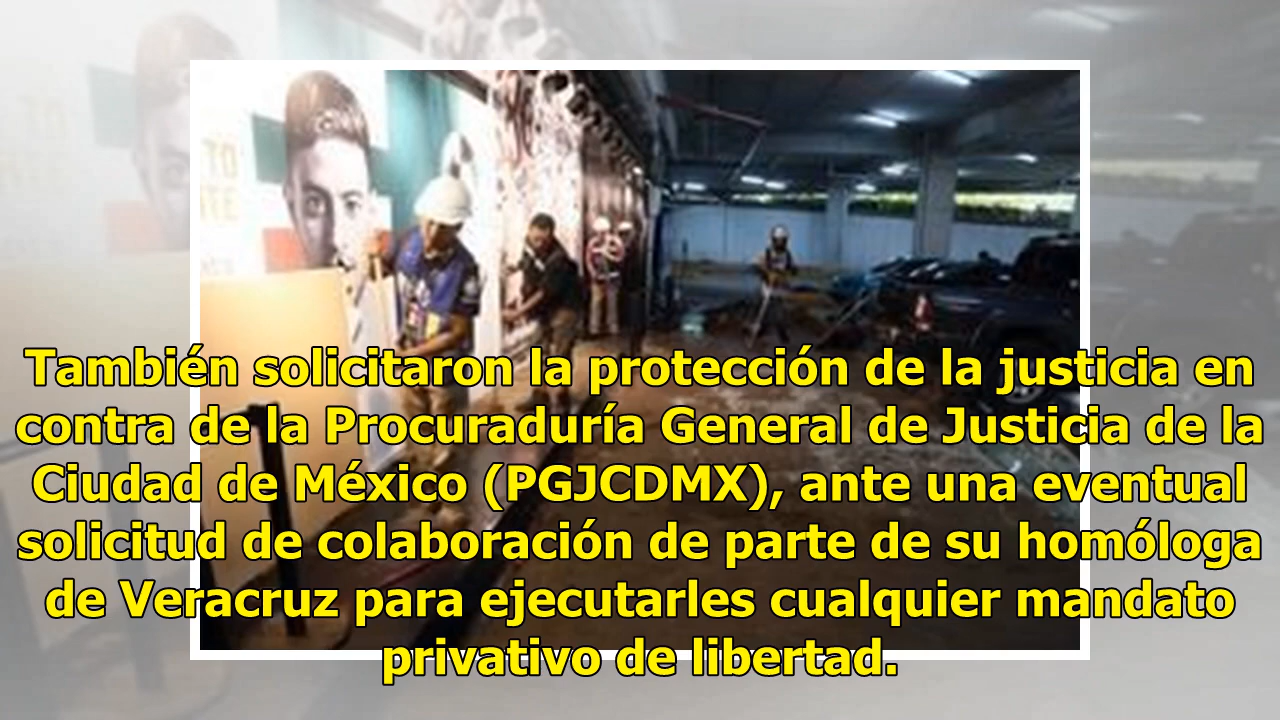 También solicitaron la protección de la justicia en
contra de la Procuraduría General de Justicia de la
Ciudad de México (PGJCDMX), ante una eventual
solicitud de colaboración de parte de su homóloga
de Veracruz para ejecutarles cualquier mandato
privativo de libertad.